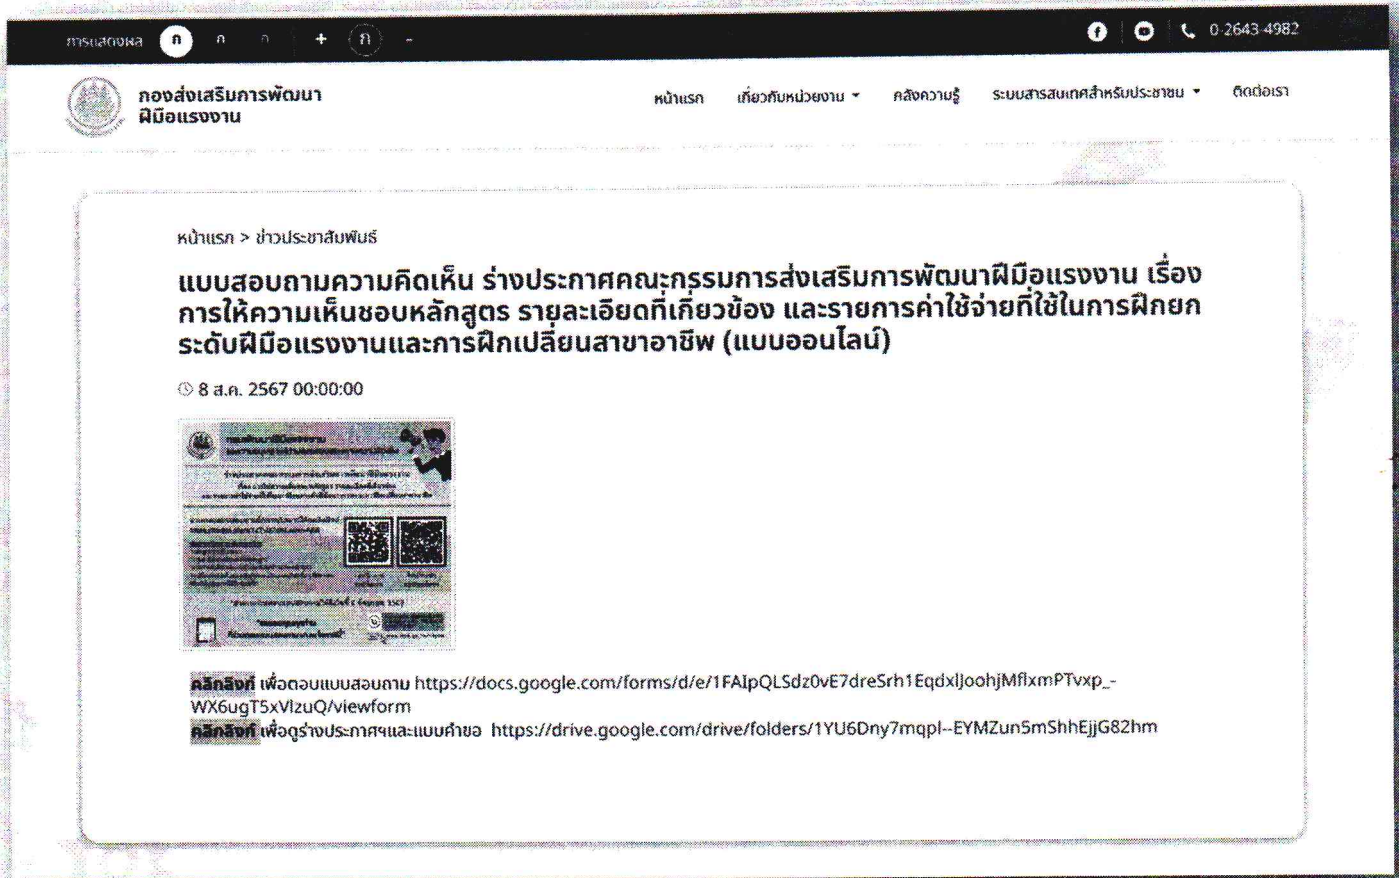 การแสดงผล ก ก ก + ก - 0-2643-4982
กองส่งเสริมการพัฒนา
ฝีมือแรงงาน
หน้าแรก เกี่ยวกับหน่วยงาน คลังความรู้ ระบบสารสนเทศสำหรับประชาชน ติดต่อเรา
หน้าแรก > ข่าวประชาสัมพันธ์
แบบสอบถามความคิดเห็น ร่างประกาศคณะกรรมการส่งเสริมการพัฒนาฝีมือแรงงาน เรื่อง
การให้ความเห็นชอบหลักสูตร รายละเอียดที่เกี่ยวข้อง และรายการค่าใช้จ่ายที่ใช้ในการฝึกยก
ระดับฝีมือแรงงานและการฝึกเปลี่ยนสาขาอาชีพ (แบบออนไลน์)
8 ส.ค. 2567 00:00:00
คลิกลิงก์ เพื่อตอบแบบสอบถาม https://docs.google.com/forms/d/e/1FAIpQLSdz0vE7dreSrh1EqdxlJoohjMflxmPTvxp_-
WX6ugT5xVlzuQ/viewform
คลิกลิงก์ เพื่อดูร่างประกาศฯและแบบคำขอ https://drive.google.com/drive/folders/1YU6Dny7mqpl--EYMZun5mShhEjjG82hm